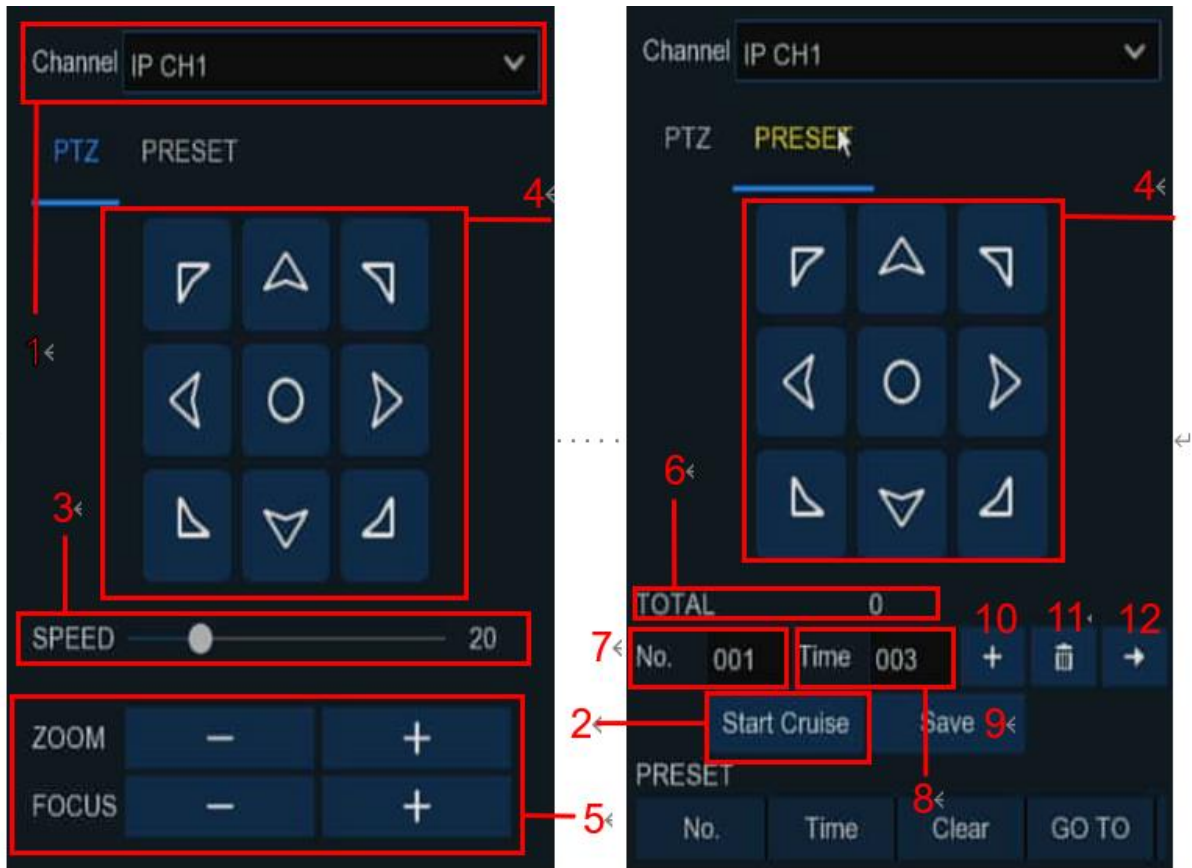 Channel IP CH1
PTZ PRESET
4
1
3
SPEED 20
ZOOM − +
FOCUS − +
5
Channel IP CH1
PTZ PRESET
4
6
TOTAL 0
10 11 12
7 No. 001 Time 003 +
2 Start Cruise Save 9
PRESET
8
No. Time Clear GO TO